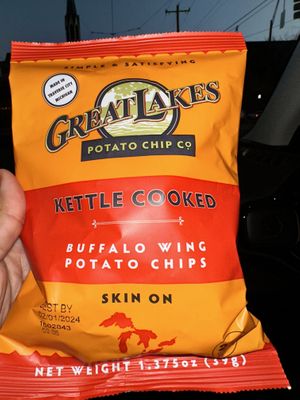 SIMPLE & SATISFYING
MADE IN
TRAVERSE CITY
MICHIGAN
GREAT LAKES
POTATO CHIP CO.
KETTLE COOKED
BUFFALO WING
POTATO CHIPS
SKIN ON
BEST BY
02/01/2024
NET WEIGHT 1.375oz (39g)